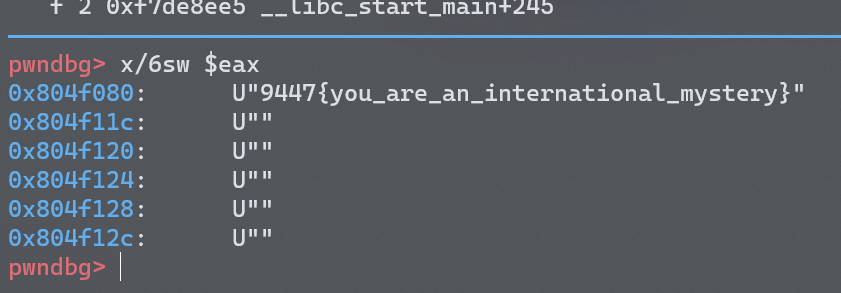 f 2 0xf7de8ee5 __libc_start_main+245
pwndbg> x/6sw $eax
0x804f080:      U"9447{you_are_an_international_mystery}"
0x804f11c:      U""
0x804f120:      U""
0x804f124:      U""
0x804f128:      U""
0x804f12c:      U""
pwndbg>